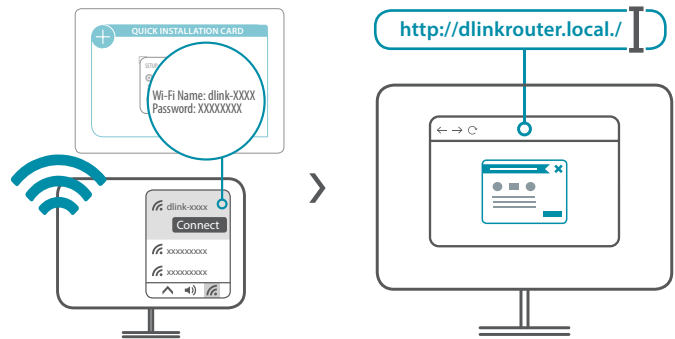 QUICK INSTALLATION CARD
Wi-Fi Name: dlink-XXXX
Password: XXXXXXXX
dlink-xxxx
Connect
xxxxxxxxx
xxxxxxxxx
http://dlinkrouter.local./